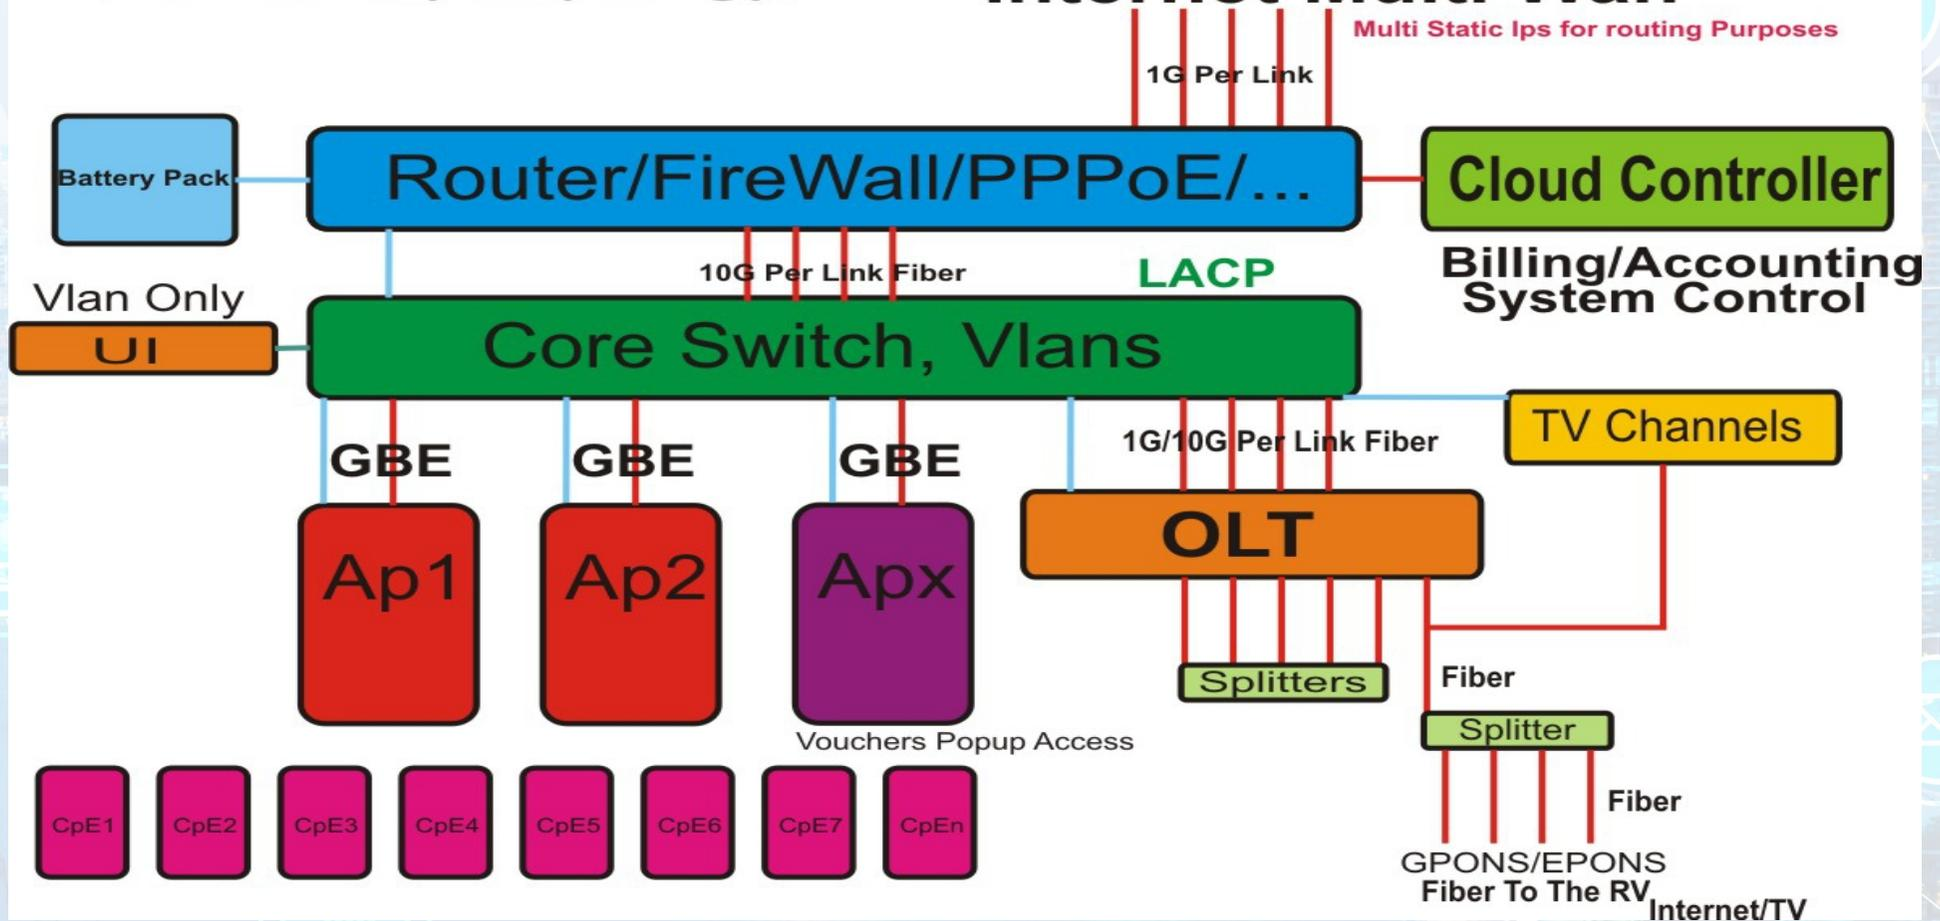 Internet Multi Wan
Multi Static Ips for routing Purposes
1G Per Link
Battery Pack
Router/FireWall/PPPoE/...
Cloud Controller
Billing/Accounting
System Control
10G Per Link Fiber
LACP
Vlan Only
UI
Core Switch, Vlans
TV Channels
GBE
GBE
GBE
1G/10G Per Link Fiber
OLT
Ap1
Ap2
Apx
Splitters
Fiber
Splitter
Vouchers Popup Access
Fiber
CpE1
CpE2
CpE3
CpE4
CpE5
CpE6
CpE7
CpEn
GPONS/EPONS
Fiber To The RV
Internet/TV